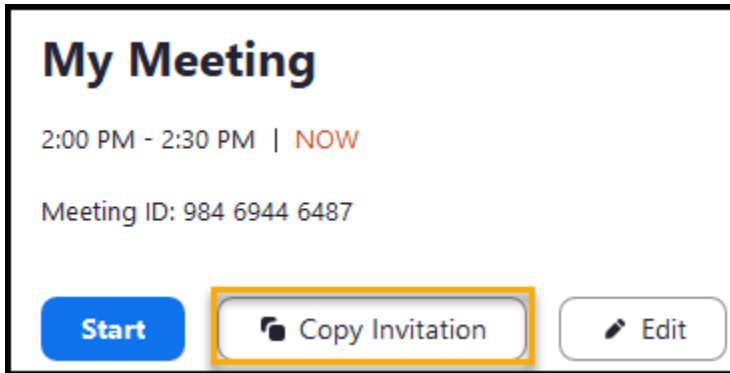 My Meeting
2:00 PM - 2:30 PM | NOW
Meeting ID: 984 6944 6487
Start Copy Invitation Edit